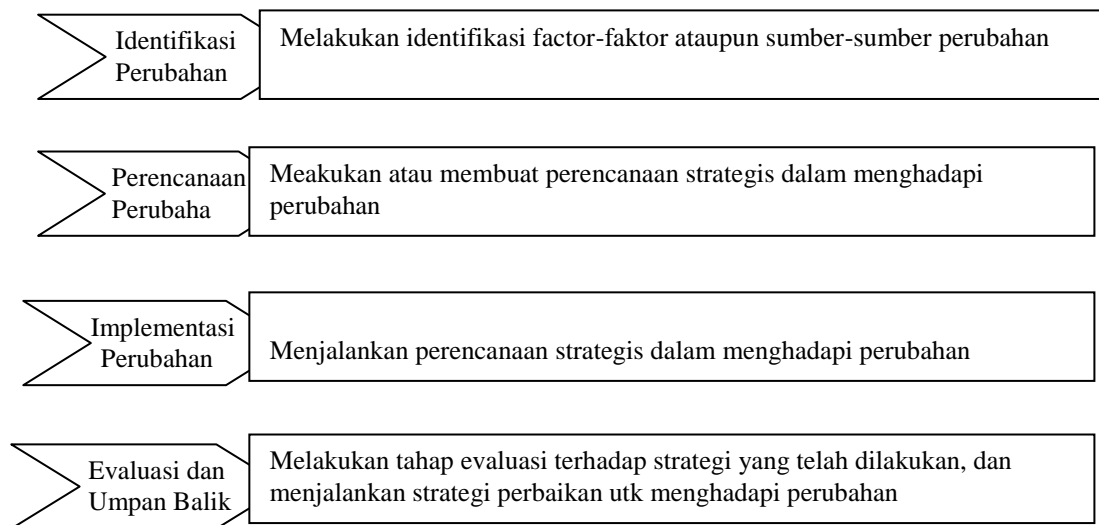 Identifikasi
Perubahan
Melakukan identifikasi factor-faktor ataupun sumber-sumber perubahan
Perencanaan
Perubaha
Meakukan atau membuat perencanaan strategis dalam menghadapi
perubahan
Implementasi
Perubahan
Menjalankan perencanaan strategis dalam menghadapi perubahan
Evaluasi dan
Umpan Balik
Melakukan tahap evaluasi terhadap strategi yang telah dilakukan, dan
menjalankan strategi perbaikan utk menghadapi perubahan